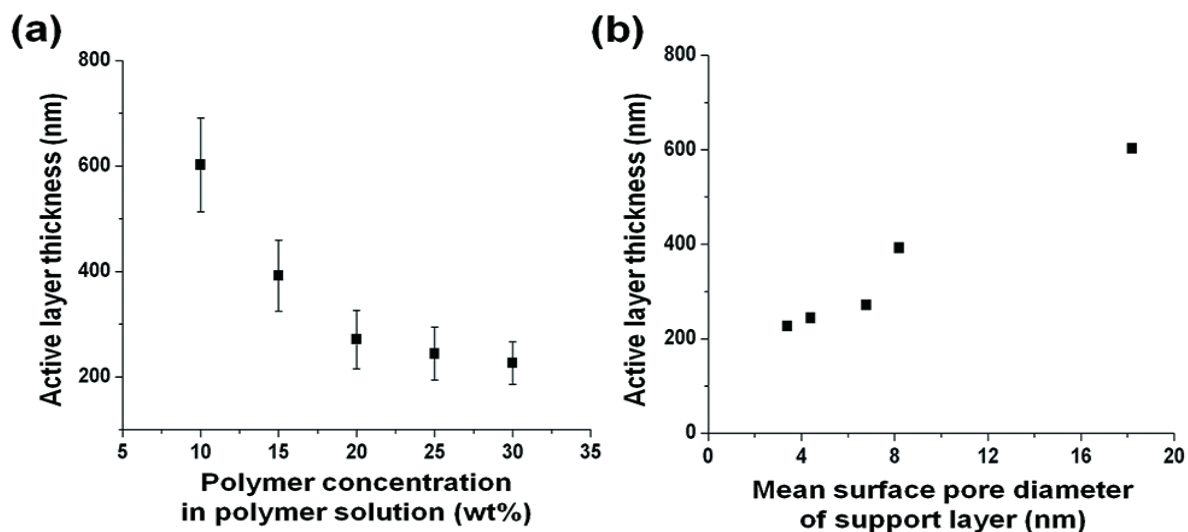 (a)
Active layer thickness (nm)
800
600
400
200
5 10 15 20 25 30 35
Polymer concentration
in polymer solution (wt%)
(b)
Active layer thickness (nm)
800
600
400
200
0
0 4 8 12 16 20
Mean surface pore diameter
of support layer (nm)